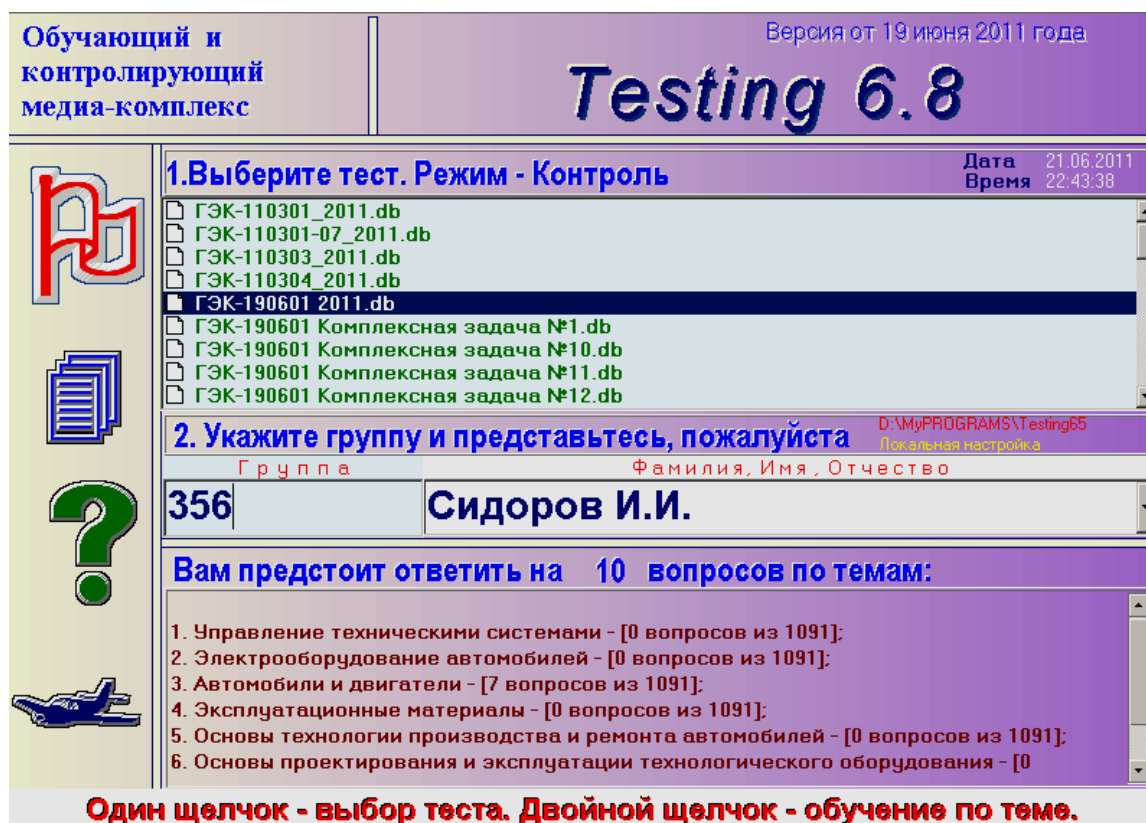 Обучающий и
контролирующий
медиа-комплекс
Версия от 19 июня 2011 года
Testing 6.8
1.Выберите тест. Режим - Контроль
Дата 21.06.2011
Время 22:43:38
ГЭК-110301_2011.db
ГЭК-110301-07_2011.db
ГЭК-110303_2011.db
ГЭК-110304_2011.db
ГЭК-190601 2011.db
ГЭК-190601 Комплексная задача №1.db
ГЭК-190601 Комплексная задача №10.db
ГЭК-190601 Комплексная задача №11.db
ГЭК-190601 Комплексная задача №12.db
2. Укажите группу и представьтесь, пожалуйста
D:\MyPROGRAMS\Testing65
Локальная настройка
Группа Фамилия, Имя, Отчество
356 Сидоров И.И.
Вам предстоит ответить на 10 вопросов по темам:
1. Управление техническими системами - [0 вопросов из 1091];
2. Электрооборудование автомобилей - [0 вопросов из 1091];
3. Автомобили и двигатели - [7 вопросов из 1091];
4. Эксплуатационные материалы - [0 вопросов из 1091];
5. Основы технологии производства и ремонта автомобилей - [0 вопросов из 1091];
6. Основы проектирования и эксплуатации технологического оборудования - [0
Один щелчок - выбор теста. Двойной щелчок - обучение по теме.